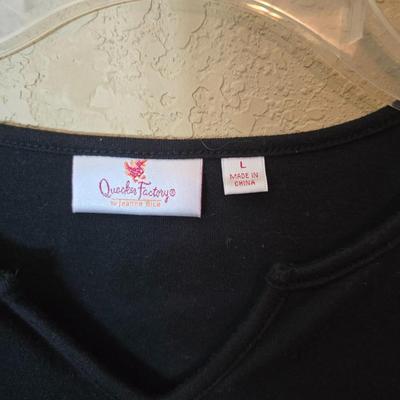 Quacker Factory®
by Jeanne Bice
L
MADE IN
CHINA